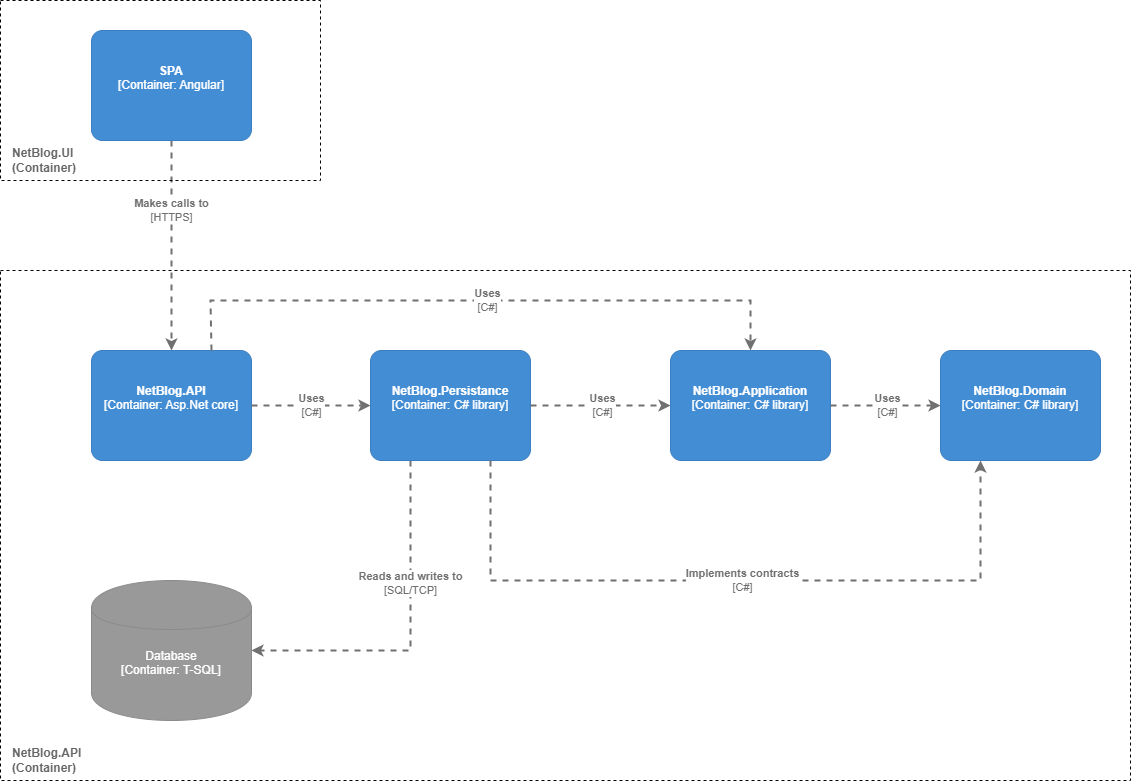 SPA
[Container: Angular]
NetBlog.UI
(Container)
Makes calls to
[HTTPS]
Uses
[C#]
NetBlog.API
[Container: Asp.Net core]
Uses
[C#]
NetBlog.Persistance
[Container: C# library]
Uses
[C#]
NetBlog.Application
[Container: C# library]
Uses
[C#]
NetBlog.Domain
[Container: C# library]
Reads and writes to
[SQL/TCP]
Implements contracts
[C#]
Database
[Container: T-SQL]
NetBlog.API
(Container)